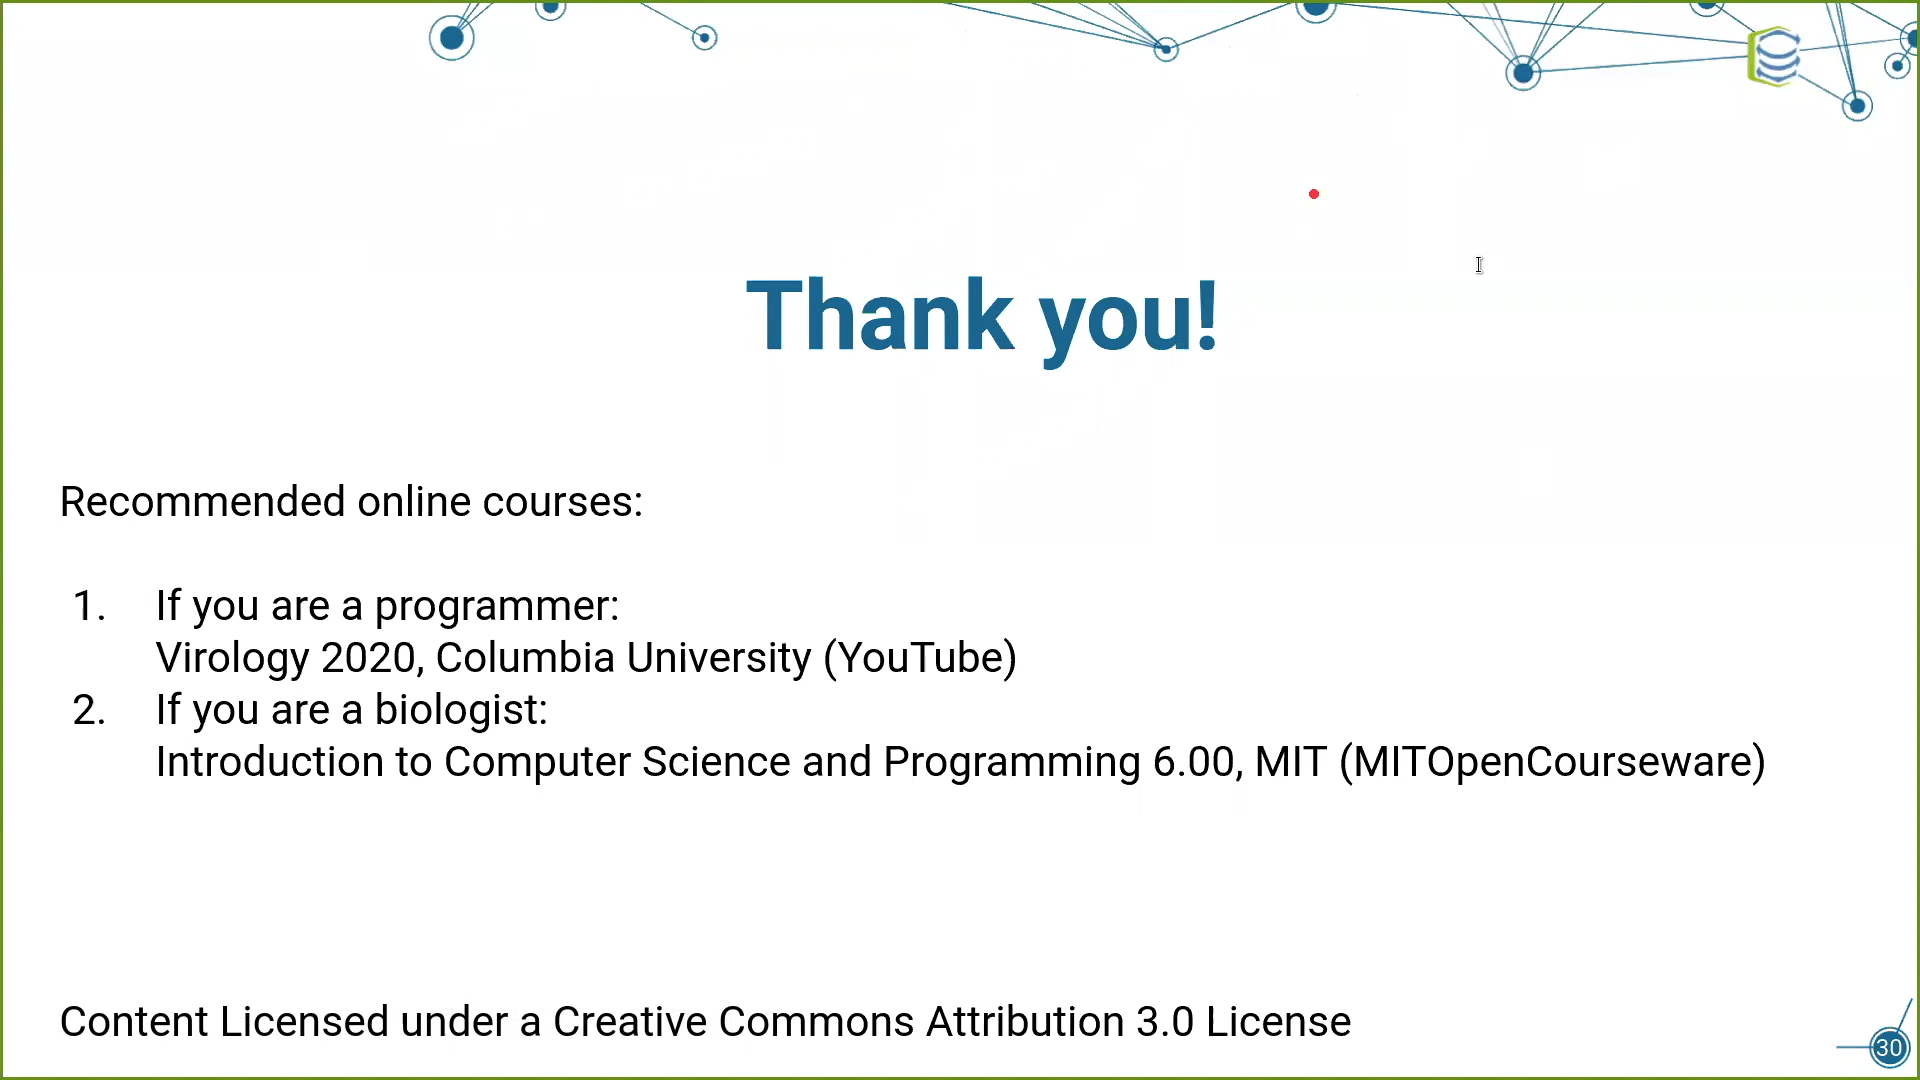 Thank you!
Recommended online courses:
1. If you are a programmer:
Virology 2020, Columbia University (YouTube)
2. If you are a biologist:
Introduction to Computer Science and Programming 6.00, MIT (MITOpenCourseware)
Content Licensed under a Creative Commons Attribution 3.0 License
30